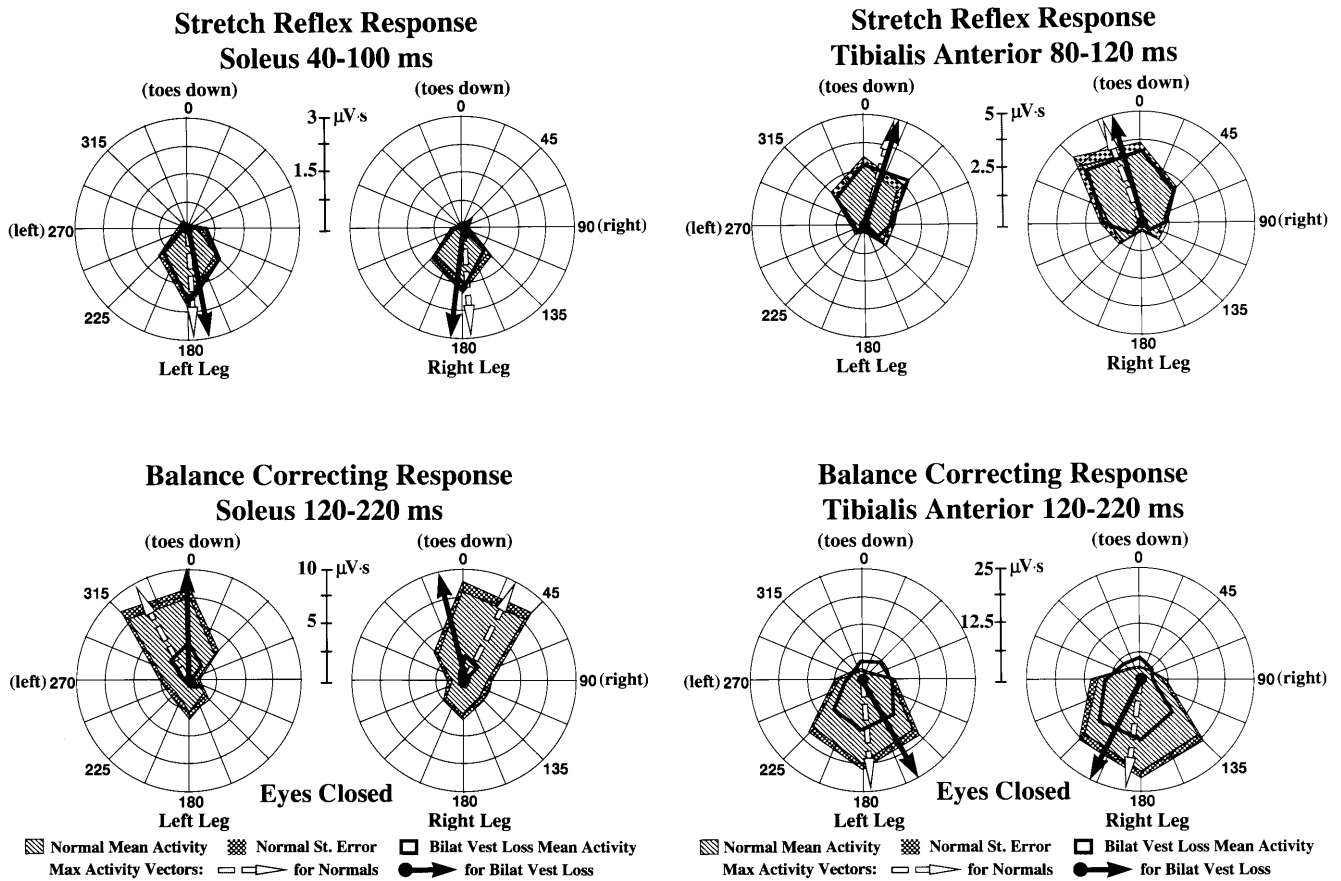 Stretch Reflex Response
Soleus 40-100 ms
(toes down)
0
315
(left) 270
225
180
Left Leg
3 µV·s
1.5
0
45
90 (right)
135
180
Right Leg
Stretch Reflex Response
Tibialis Anterior 80-120 ms
(toes down)
0
315
(left) 270
225
180
Left Leg
5 µV·s
2.5
0
45
90 (right)
135
180
Right Leg
Balance Correcting Response
Soleus 120-220 ms
(toes down)
0
315
(left) 270
225
180
Left Leg
10 µV·s
5
0
45
90 (right)
135
180
Right Leg
Eyes Closed
Normal Mean Activity Normal St. Error Bilat Vest Loss Mean Activity
Max Activity Vectors: for Normals for Bilat Vest Loss
Balance Correcting Response
Tibialis Anterior 120-220 ms
(toes down)
0
315
(left) 270
225
180
Left Leg
25 µV·s
12.5
0
45
90 (right)
135
180
Right Leg
Eyes Closed
Normal Mean Activity Normal St. Error Bilat Vest Loss Mean Activity
Max Activity Vectors: for Normals for Bilat Vest Loss